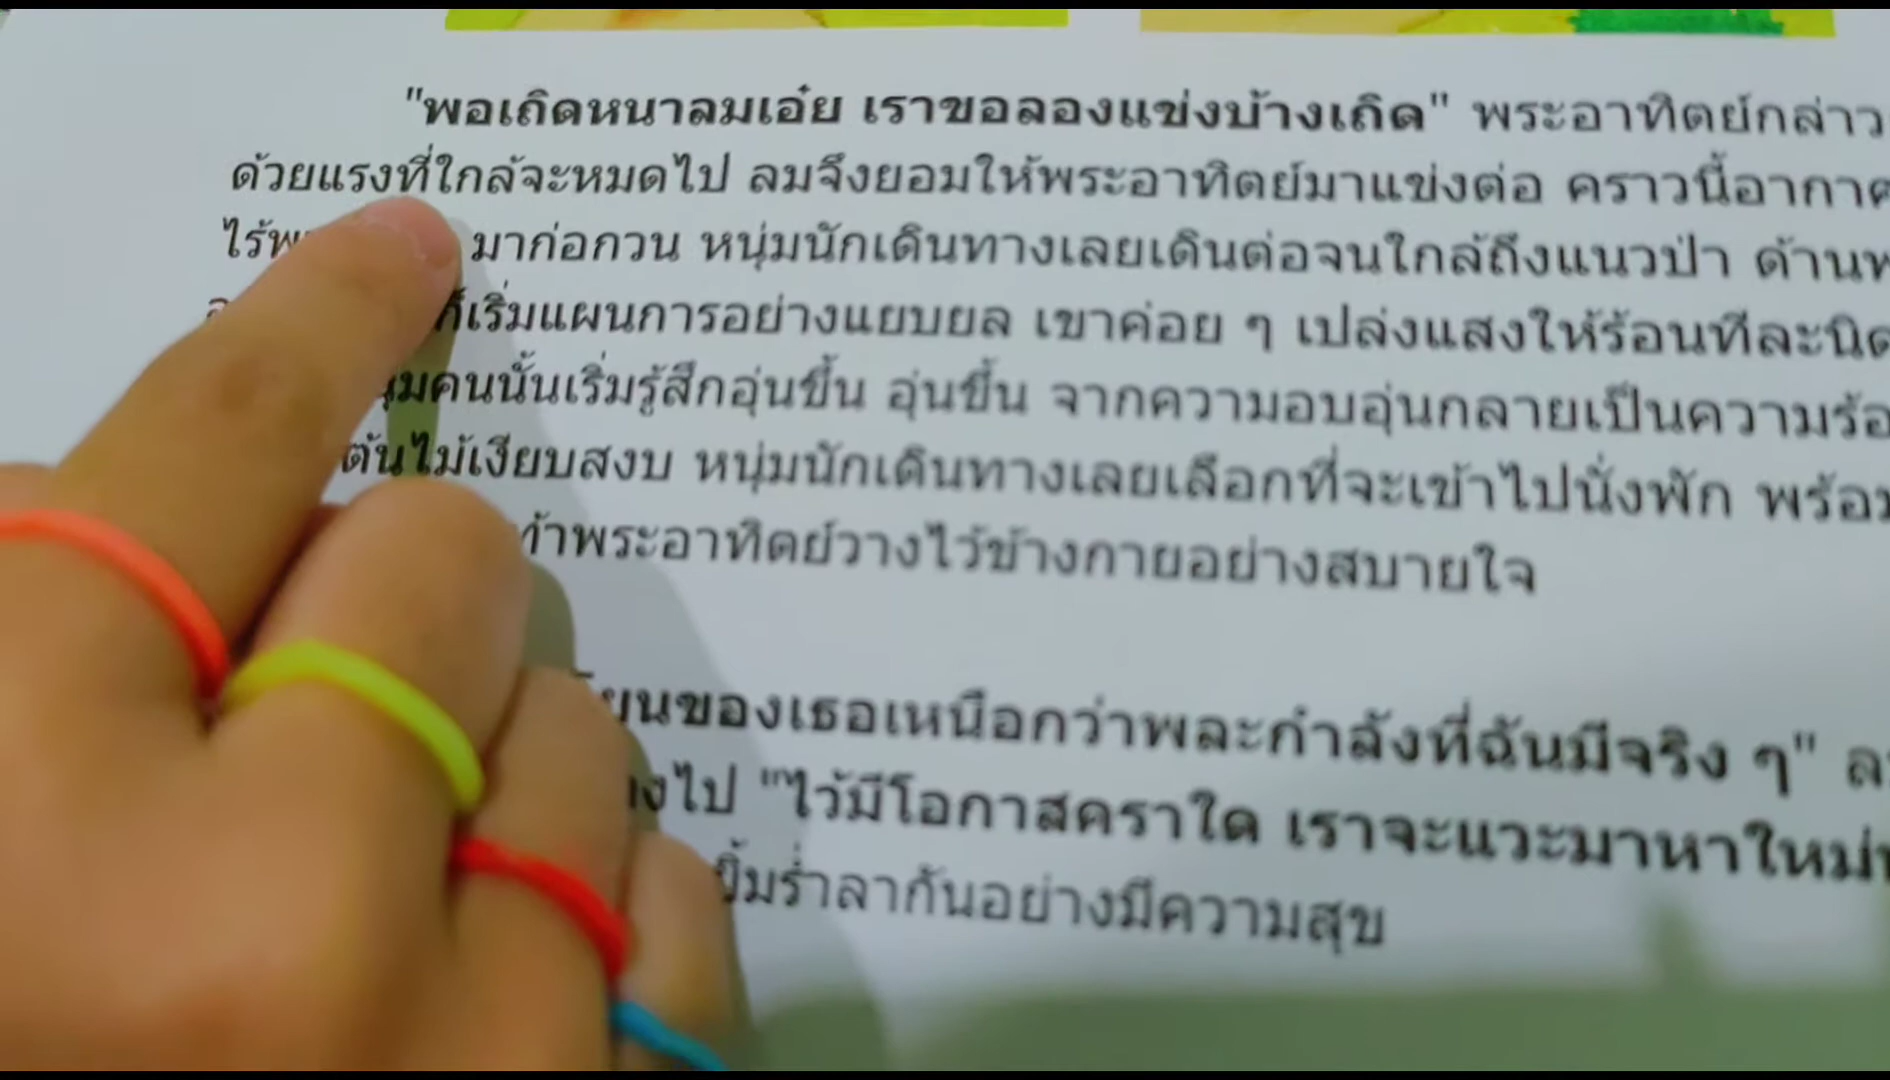 "พอเถิดหนาลมเอ๋ย เราขอลองแข่งบ้างเถิด" พระอาทิตย์กล่าว
ด้วยแรงที่ใกล้จะหมดไป ลมจึงยอมให้พระอาทิตย์มาแข่งต่อ คราวนี้อากาศ
มาก่อกวน หนุ่มนักเดินทางเลยเดินต่อจนใกล้ถึงแนวป่า ด้าน
ก็เริ่มแผนการอย่างแยบยล เขาค่อย ๆ เปล่งแสงให้ร้อนทีละนิด
คนนั้นเริ่มรู้สึกอุ่นขึ้น อุ่นขึ้น จากความอบอุ่นกลายเป็นความ
ต้นไม้เงียบสงบ หนุ่มนักเดินทางเลยเลือกที่จะเข้าไปนั่งพัก พร้อม
พระอาทิตย์วางไว้ข้างกายอย่างสบายใจ
ของเธอเหนือกว่าพละกำลังที่ฉันมีจริง ๆ"
ไป "ไว้มีโอกาสคราใด เราจะแวะมาหาใหม่
ร่ำลากันอย่างมีความสุข